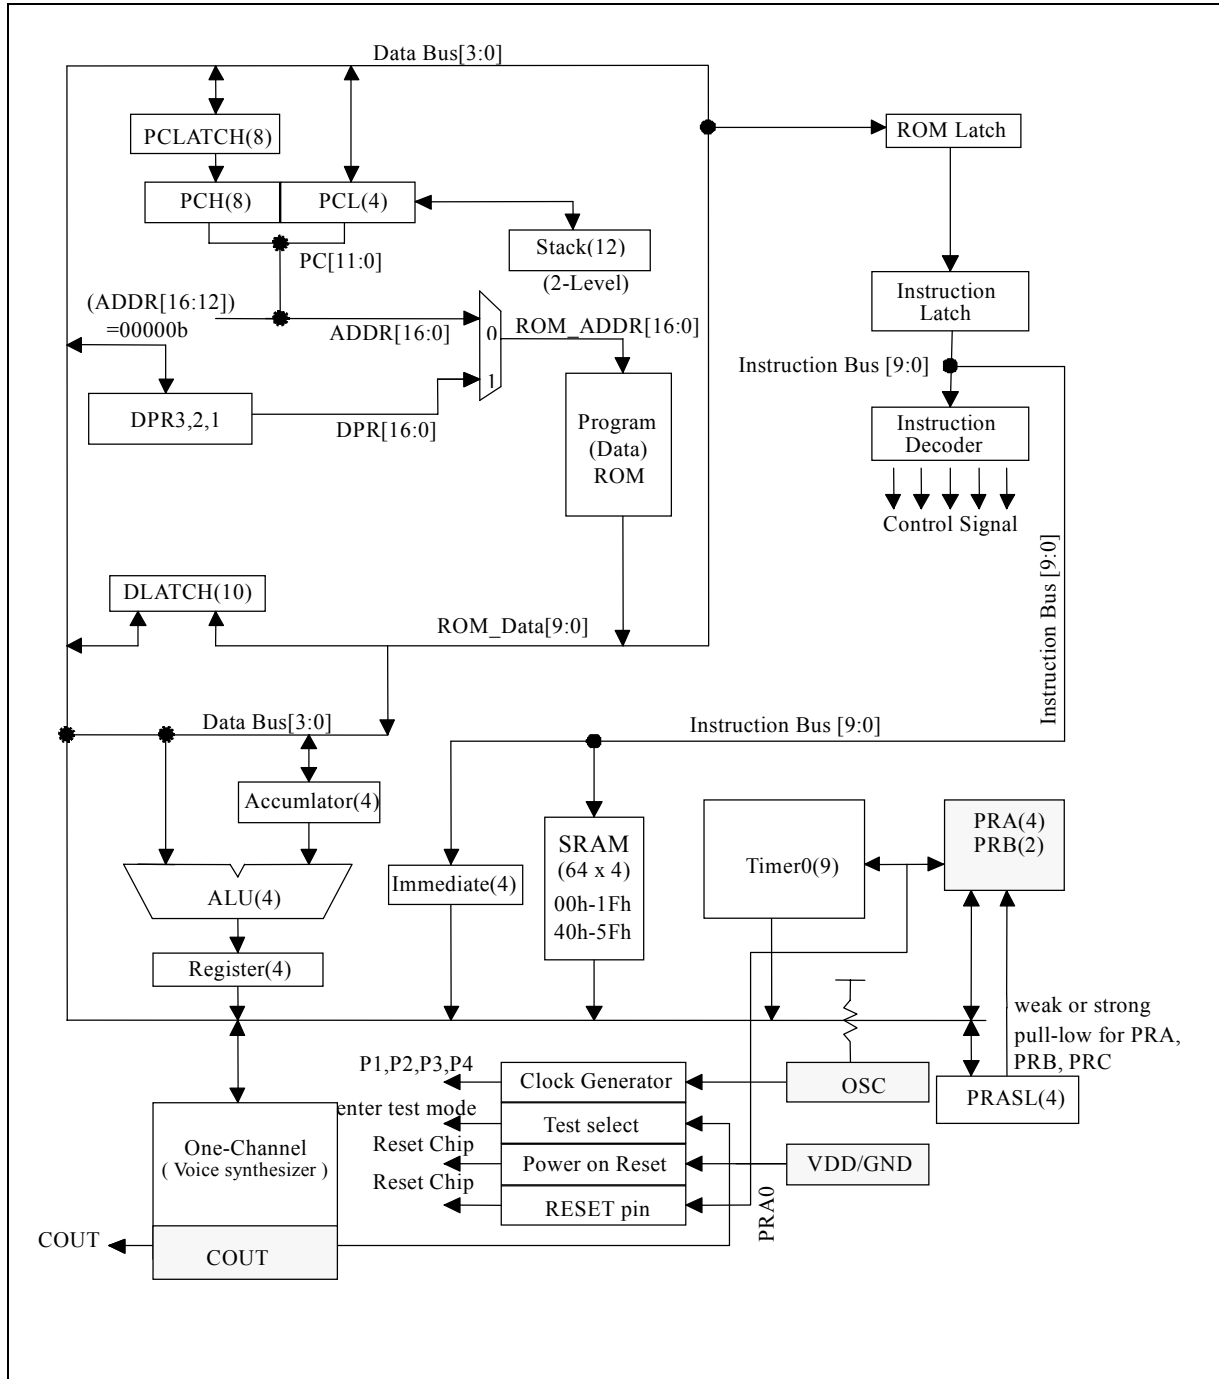 Data Bus[3:0]
PCLATCH(8)
ROM Latch
PCH(8)
PCL(4)
Stack(12)
(2-Level)
PC[11:0]
Instruction
Latch
(ADDR[16:12])
=00000b
ADDR[16:0]
0
1
ROM_ADDR[16:0]
Instruction Bus [9:0]
DPR3,2,1
DPR[16:0]
Program
(Data)
ROM
Instruction
Decoder
Control Signal
Instruction Bus [9:0]
DLATCH(10)
ROM_Data[9:0]
Data Bus[3:0]
Instruction Bus [9:0]
Accumlator(4)
ALU(4)
Register(4)
Immediate(4)
SRAM
(64 x 4)
00h-1Fh
40h-5Fh
Timer0(9)
PRA(4)
PRB(2)
weak or strong
pull-low for PRA,
PRB, PRC
PRASL(4)
P1,P2,P3,P4
Clock Generator
OSC
enter test mode
Test select
Reset Chip
Power on Reset
VDD/GND
Reset Chip
RESET pin
PRA0
One-Channel
( Voice synthesizer )
COUT
COUT